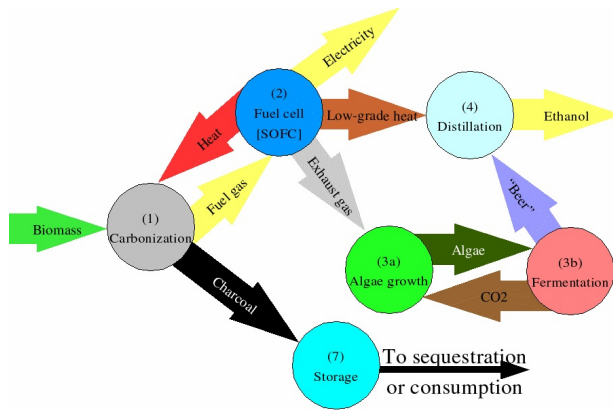 Electricity
(2)
Fuel cell
[SOFC]
Low-grade heat
(4)
Distillation
Ethanol
Heat
Exhaust gas
Fuel gas
"Beer"
Biomass
(1)
Carbonization
(3a)
Algae growth
Algae
(3b)
Fermentation
CO2
Charcoal
(7)
Storage
To sequestration
or consumption